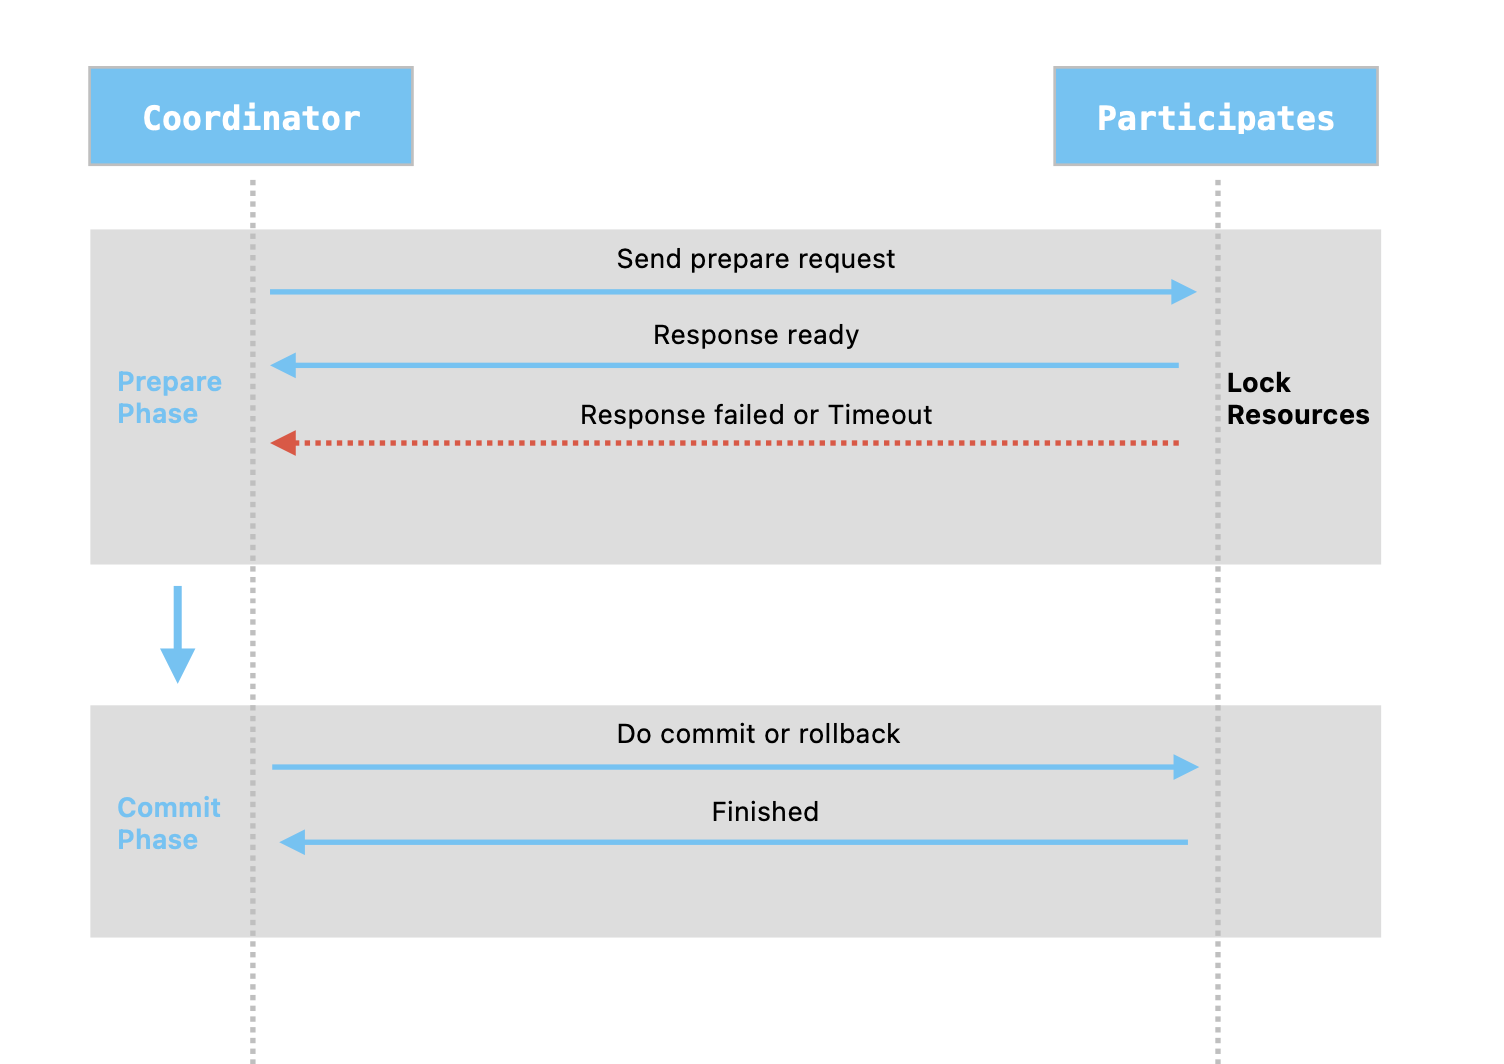 Coordinator
Participates
Send prepare request
Response ready
Prepare
Phase
Lock
Resources
Response failed or Timeout
Do commit or rollback
Commit
Phase
Finished